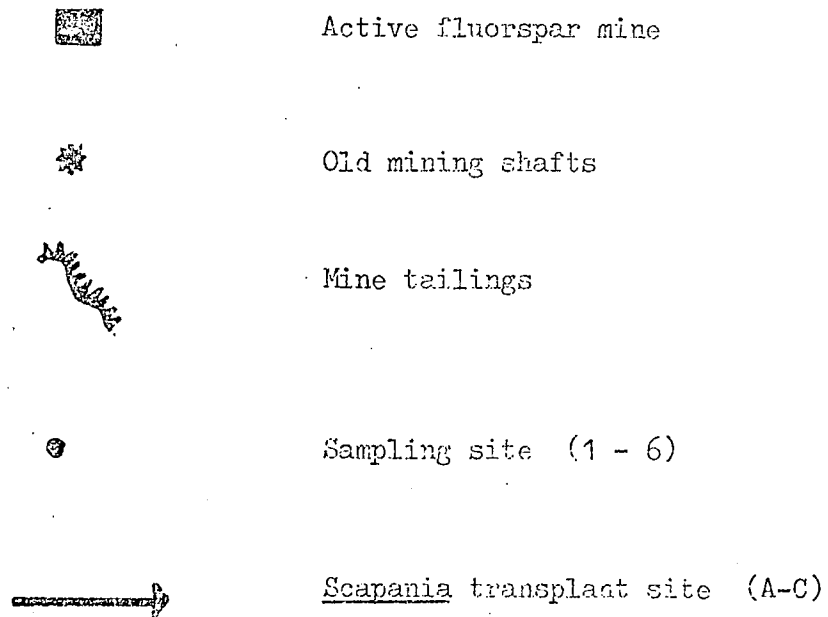 Active fluorspar mine
Old mining shafts
Mine tailings
Sampling site (1 - 6)
Scapania transplant site (A-C)